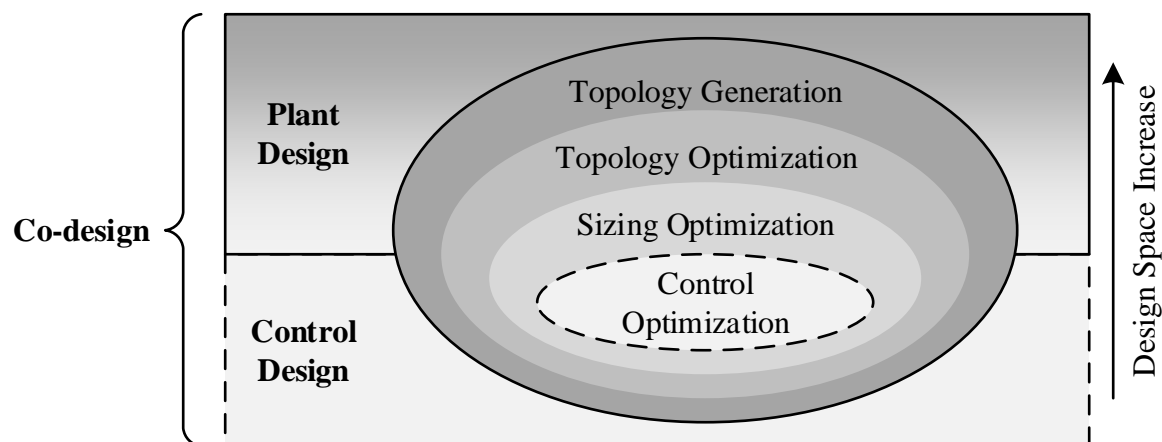 Topology Generation
Plant
Design
Topology Optimization
Co-design
Sizing Optimization
Control
Optimization
Control
Design
Design Space Increase